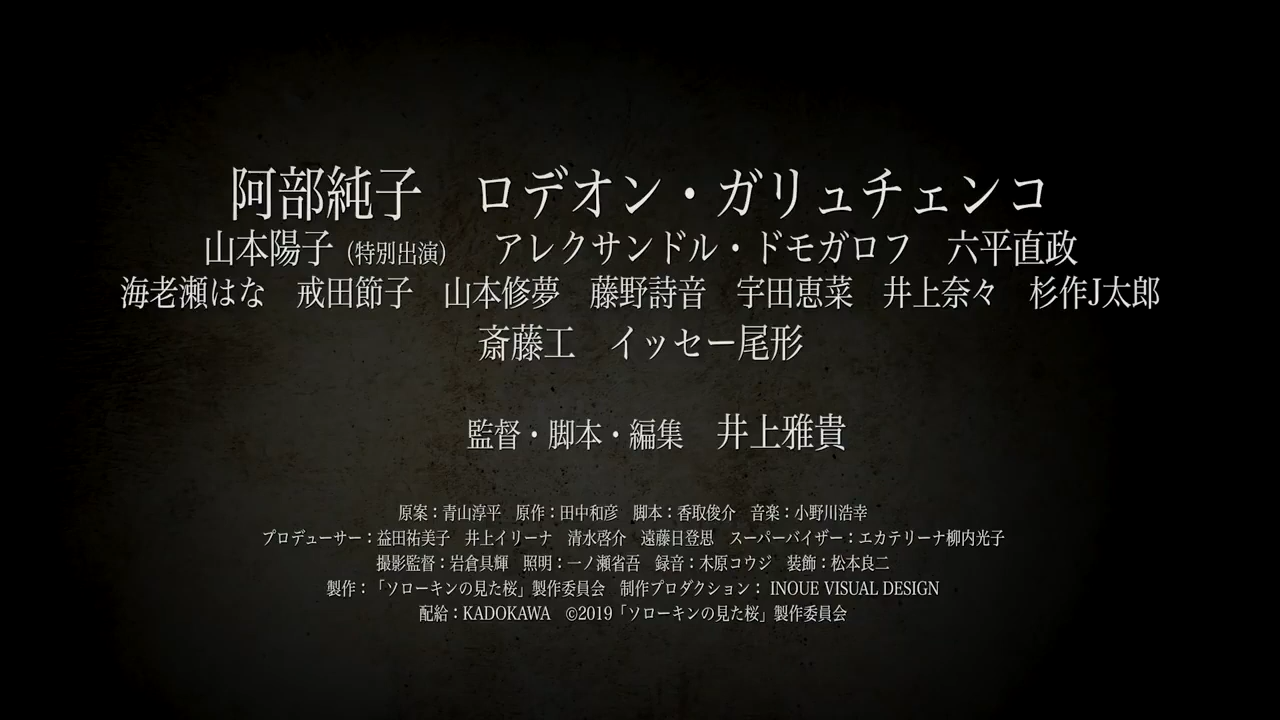 阿部純子　ロデオン・ガリュチェンコ
山本陽子（特別出演）　アレクサンドル・ドモガロフ　六平直政
海老瀬はな　戒田節子　山本修夢　藤野詩音　宇田恵菜　井上奈々　杉作J太郎
斎藤工　イッセー尾形
監督・脚本・編集　井上雅貴
原案：青山淳平　原作：田中和彦　脚本：香取俊介　音楽：小野川浩幸
プロデューサー：益田祐美子　井上イリーナ　清水啓介　遠藤日登思　スーパーバイザー：エカテリーナ柳内光子
撮影監督：岩倉具輝　照明：一ノ瀬省吾　録音：木原コウジ　装飾：松本良二
製作：「ソローキンの見た桜」製作委員会　制作プロダクション： INOUE VISUAL DESIGN
配給：KADOKAWA　©2019「ソローキンの見た桜」製作委員会